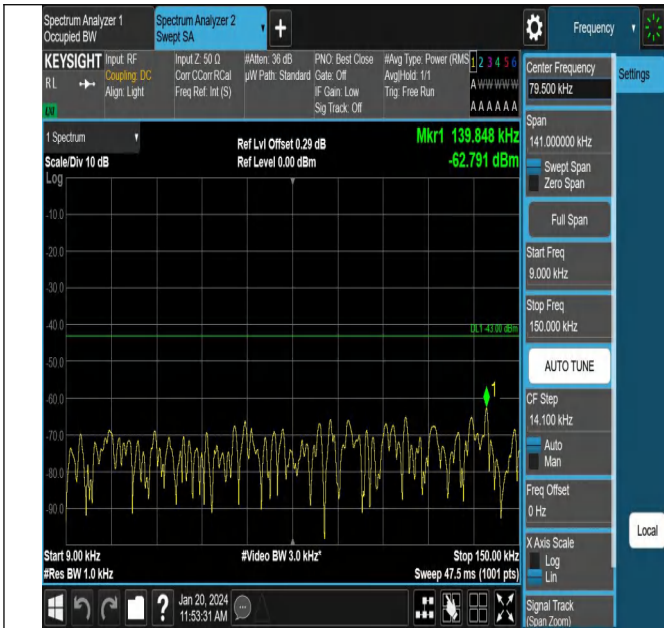 Spectrum Analyzer 1
Occupied BW
Spectrum Analyzer 2
Swept SA
+
Frequency
KEYSIGHT
RL
LXI
Input: RF
Coupling: DC
Align: Light
Input Z: 50 Ω
Corr CCorr RCal
Freq Ref: Int (S)
#Atten: 36 dB
µW Path: Standard
PNO: Best Close
Gate: Off
IF Gain: Low
Sig Track: Off
#Avg Type: Power (RMS
Avg|Hold: 1/1
Trig: Free Run
1 2 3 4 5 6
A W W W W W
A A A A A A
1 Spectrum
Scale/Div 10 dB
Log
Ref Lvl Offset 0.29 dB
Ref Level 0.00 dBm
Mkr1 139.848 kHz
-62.791 dBm
-10.0
-20.0
-30.0
-40.0
DL1 -43.00 dBm
-50.0
-60.0
1
-70.0
-80.0
-90.0
Start 9.00 kHz
#Res BW 1.0 kHz
#Video BW 3.0 kHz*
Stop 150.00 kHz
Sweep 47.5 ms (1001 pts)
?
Jan 20, 2024
11:53:31 AM
Center Frequency
79.500 kHz
Settings
Span
141.000000 kHz
Swept Span
Zero Span
Full Span
Start Freq
9.000 kHz
Stop Freq
150.000 kHz
AUTO TUNE
CF Step
14.100 kHz
Auto
Man
Freq Offset
0 Hz
Local
X Axis Scale
Log
Lin
Signal Track
(Span Zoom)